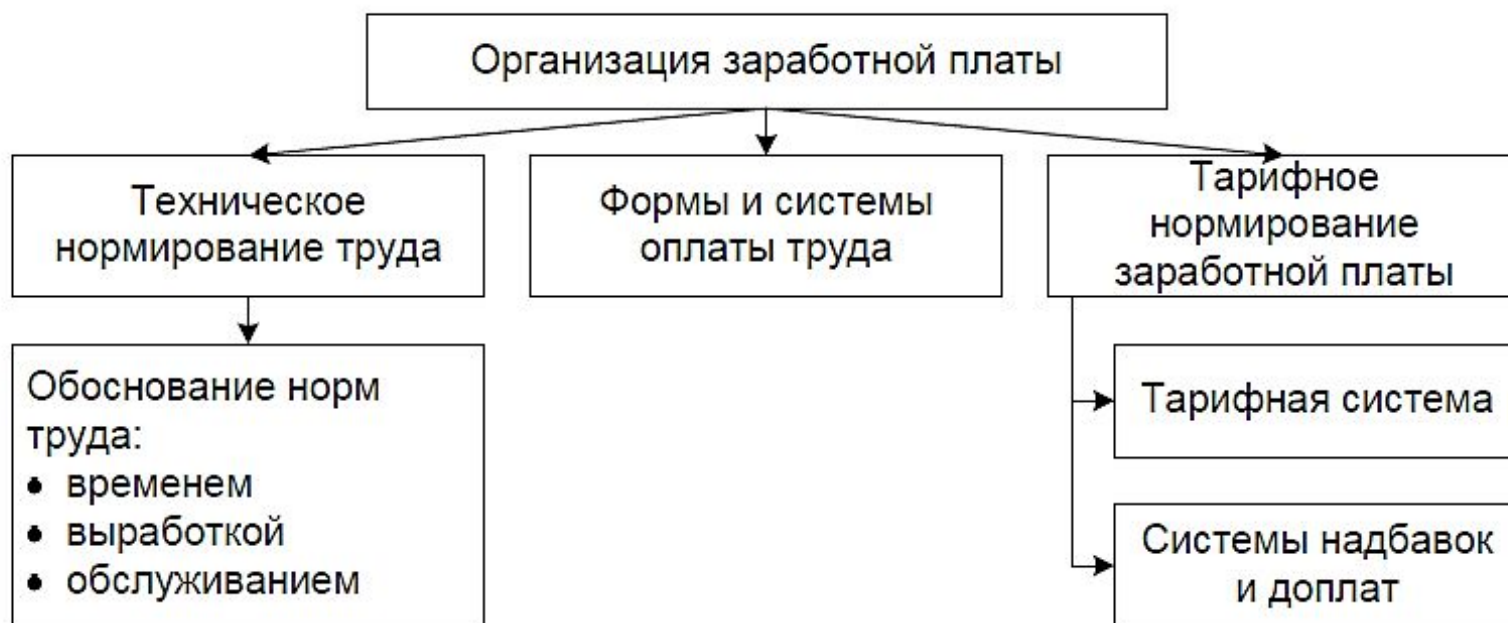 Организация заработной платы
Техническое
нормирование труда
Формы и системы
оплаты труда
Тарифное
нормирование
заработной платы
Обоснование норм
труда:
• временем
• выработкой
• обслуживанием
Тарифная система
Системы надбавок
и доплат